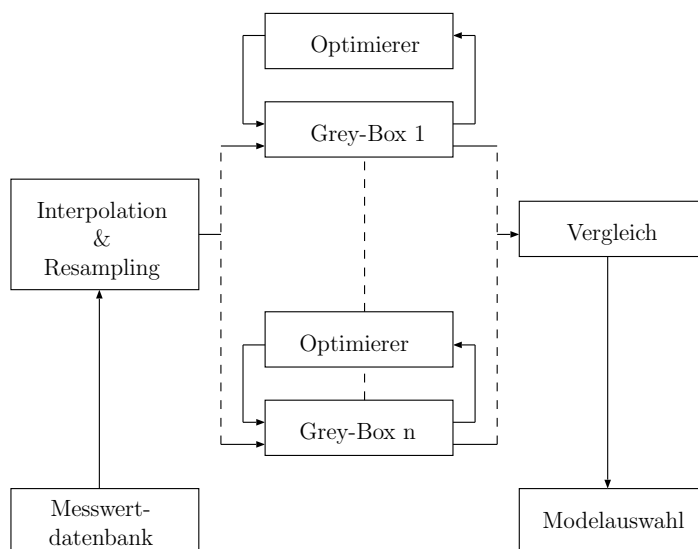 Optimierer
Grey-Box 1
Interpolation
&
Resampling
Vergleich
Optimierer
Grey-Box n
Messwert-
datenbank
Modelauswahl